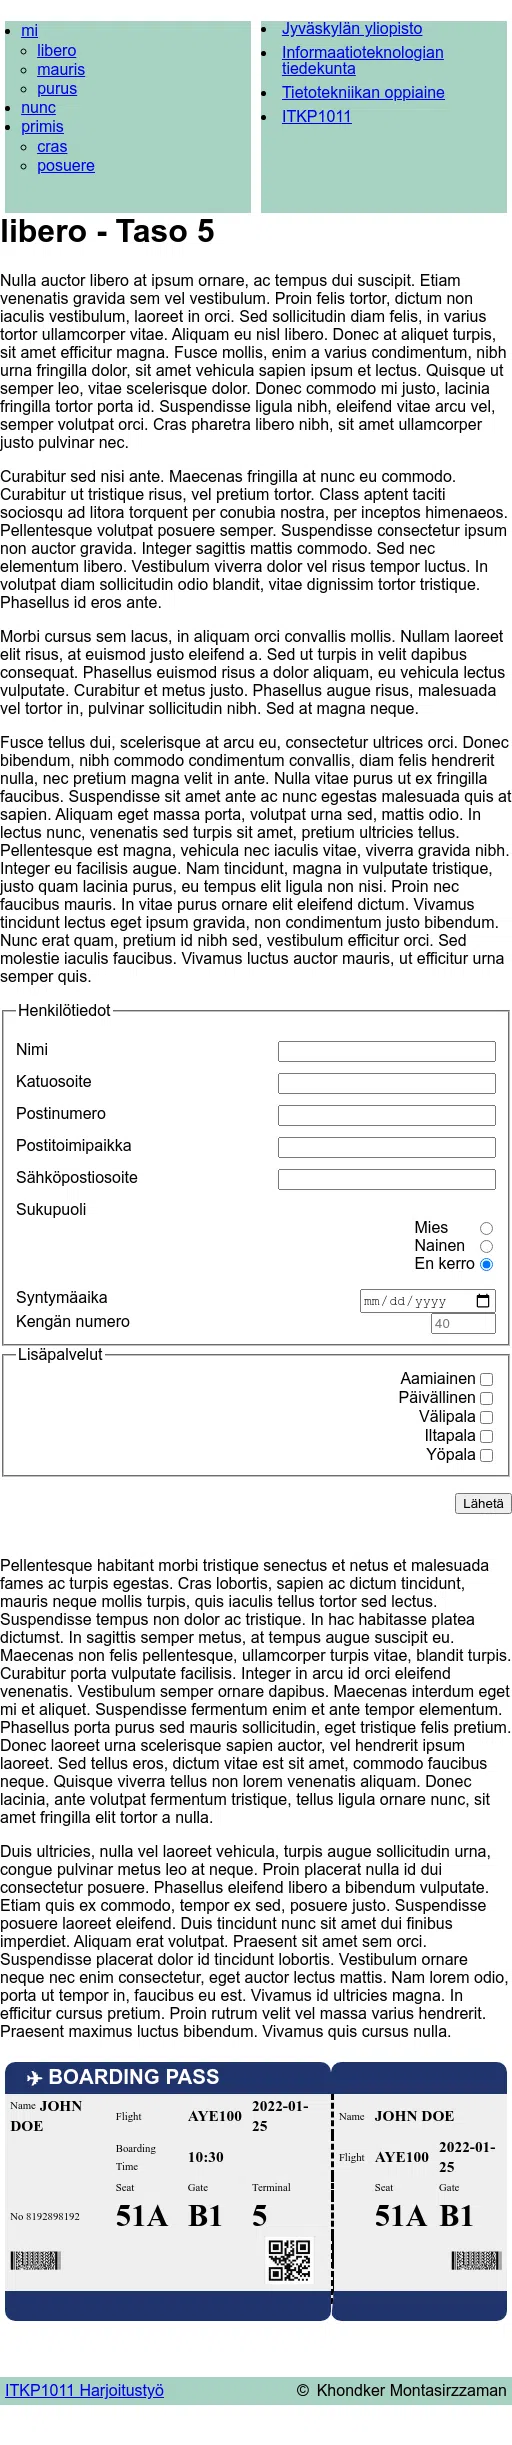 mi
libero
mauris
purus
nunc
primis
cras
posuere
Jyväskylän yliopisto
Informaatioteknologian
tiedekunta
Tietotekniikan oppiaine
ITKP1011
libero - Taso 5
Nulla auctor libero at ipsum ornare, ac tempus dui suscipit. Etiam
venenatis gravida sem vel vestibulum. Proin felis tortor, dictum non
iaculis vestibulum, laoreet in orci. Sed sollicitudin diam felis, in varius
tortor ullamcorper vitae. Aliquam eu nisl libero. Donec at aliquet turpis,
sit amet efficitur magna. Fusce mollis, enim a varius condimentum, nibh
urna fringilla dolor, sit amet vehicula sapien ipsum et lectus. Quisque ut
semper leo, vitae scelerisque dolor. Donec commodo mi justo, lacinia
fringilla tortor porta id. Suspendisse ligula nibh, eleifend vitae arcu vel,
semper volutpat orci. Cras pharetra libero nibh, sit amet ullamcorper
justo pulvinar nec.
Curabitur sed nisi ante. Maecenas fringilla at nunc eu commodo.
Curabitur ut tristique risus, vel pretium tortor. Class aptent taciti
sociosqu ad litora torquent per conubia nostra, per inceptos himenaeos.
Pellentesque volutpat posuere semper. Suspendisse consectetur ipsum
non auctor gravida. Integer sagittis mattis commodo. Sed nec
elementum libero. Vestibulum viverra dolor vel risus tempor luctus. In
volutpat diam sollicitudin odio blandit, vitae dignissim tortor tristique.
Phasellus id eros ante.
Morbi cursus sem lacus, in aliquam orci convallis mollis. Nullam laoreet
elit risus, at euismod justo eleifend a. Sed ut turpis in velit dapibus
consequat. Phasellus euismod risus a dolor aliquam, eu vehicula lectus
vulputate. Curabitur et metus justo. Phasellus augue risus, malesuada
vel tortor in, pulvinar sollicitudin nibh. Sed at magna neque.
Fusce tellus dui, scelerisque at arcu eu, consectetur ultrices orci. Donec
bibendum, nibh commodo condimentum convallis, diam felis hendrerit
nulla, nec pretium magna velit in ante. Nulla vitae purus ut ex fringilla
faucibus. Suspendisse sit amet ante ac nunc egestas malesuada quis at
sapien. Aliquam eget massa porta, volutpat urna sed, mattis odio. In
lectus nunc, venenatis sed turpis sit amet, pretium ultricies tellus.
Pellentesque est magna, vehicula nec iaculis vitae, viverra gravida nibh.
Integer eu facilisis augue. Nam tincidunt, magna in vulputate tristique,
justo quam lacinia purus, eu tempus elit ligula non nisi. Proin nec
faucibus mauris. In vitae purus ornare elit eleifend dictum. Vivamus
tincidunt lectus eget ipsum gravida, non condimentum justo bibendum.
Nunc erat quam, pretium id nibh sed, vestibulum efficitur orci. Sed
molestie iaculis faucibus. Vivamus luctus auctor mauris, ut efficitur urna
semper quis.
Henkilötiedot
Nimi
Katuosoite
Postinumero
Postitoimipaikka
Sähköpostiosoite
Sukupuoli
Mies
Nainen
En kerro
Syntymäaika mm/dd/yyyy
Kengän numero 40
Lisäpalvelut
Aamiainen
Päivällinen
Välipala
Iltapala
Yöpala
Lähetä
Pellentesque habitant morbi tristique senectus et netus et malesuada
fames ac turpis egestas. Cras lobortis, sapien ac dictum tincidunt,
mauris neque mollis turpis, quis iaculis tellus tortor sed lectus.
Suspendisse tempus non dolor ac tristique. In hac habitasse platea
dictumst. In sagittis semper metus, at tempus augue suscipit eu.
Maecenas non felis pellentesque, ullamcorper turpis vitae, blandit turpis.
Curabitur porta vulputate facilisis. Integer in arcu id orci eleifend
venenatis. Vestibulum semper ornare dapibus. Maecenas interdum eget
mi et aliquet. Suspendisse fermentum enim et ante tempor elementum.
Phasellus porta purus sed mauris sollicitudin, eget tristique felis pretium.
Donec laoreet urna scelerisque sapien auctor, vel hendrerit ipsum
laoreet. Sed tellus eros, dictum vitae est sit amet, commodo faucibus
neque. Quisque viverra tellus non lorem venenatis aliquam. Donec
lacinia, ante volutpat fermentum tristique, tellus ligula ornare nunc, sit
amet fringilla elit tortor a nulla.
Duis ultricies, nulla vel laoreet vehicula, turpis augue sollicitudin urna,
congue pulvinar metus leo at neque. Proin placerat nulla id dui
consectetur posuere. Phasellus eleifend libero a bibendum vulputate.
Etiam quis ex commodo, tempor ex sed, posuere justo. Suspendisse
posuere laoreet eleifend. Duis tincidunt nunc sit amet dui finibus
imperdiet. Aliquam erat volutpat. Praesent sit amet sem orci.
Suspendisse placerat dolor id tincidunt lobortis. Vestibulum ornare
neque nec enim consectetur, eget auctor lectus mattis. Nam lorem odio,
porta ut tempor in, faucibus eu est. Vivamus id ultricies magna. In
efficitur cursus pretium. Proin rutrum velit vel massa varius hendrerit.
Praesent maximus luctus bibendum. Vivamus quis cursus nulla.
✈ BOARDING PASS
Name JOHN
DOE
Flight AYE100 2022-01-
25
Boarding
Time 10:30
Seat Gate Terminal
No 8192898192 51A B1 5
Name JOHN DOE
Flight AYE100 2022-01-
25
Seat Gate
51A B1
ITKP1011 Harjoitustyö
© Khondker Montasirzzaman